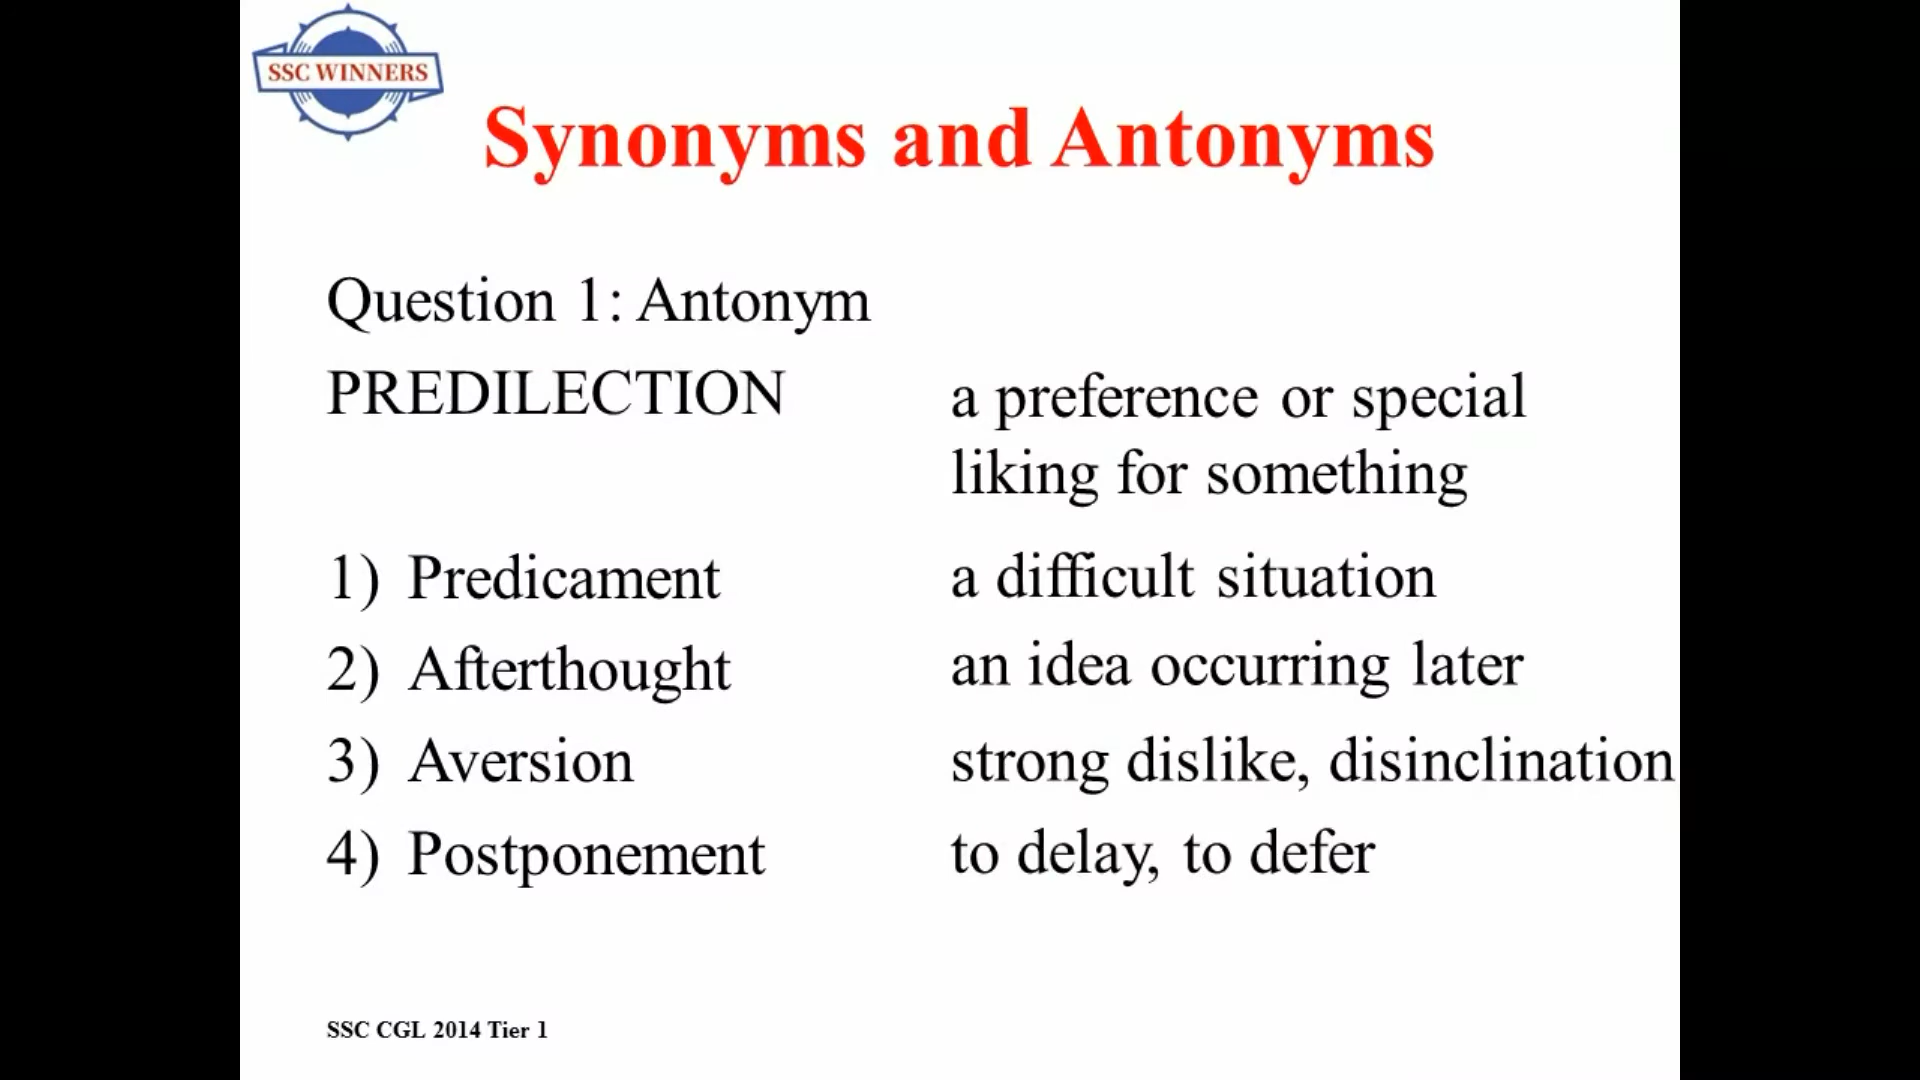 SSC WINNERS
Synonyms and Antonyms
Question 1: Antonym
PREDILECTION a preference or special
liking for something
1) Predicament a difficult situation
2) Afterthought an idea occurring later
3) Aversion strong dislike, disinclination
4) Postponement to delay, to defer
SSC CGL 2014 Tier 1